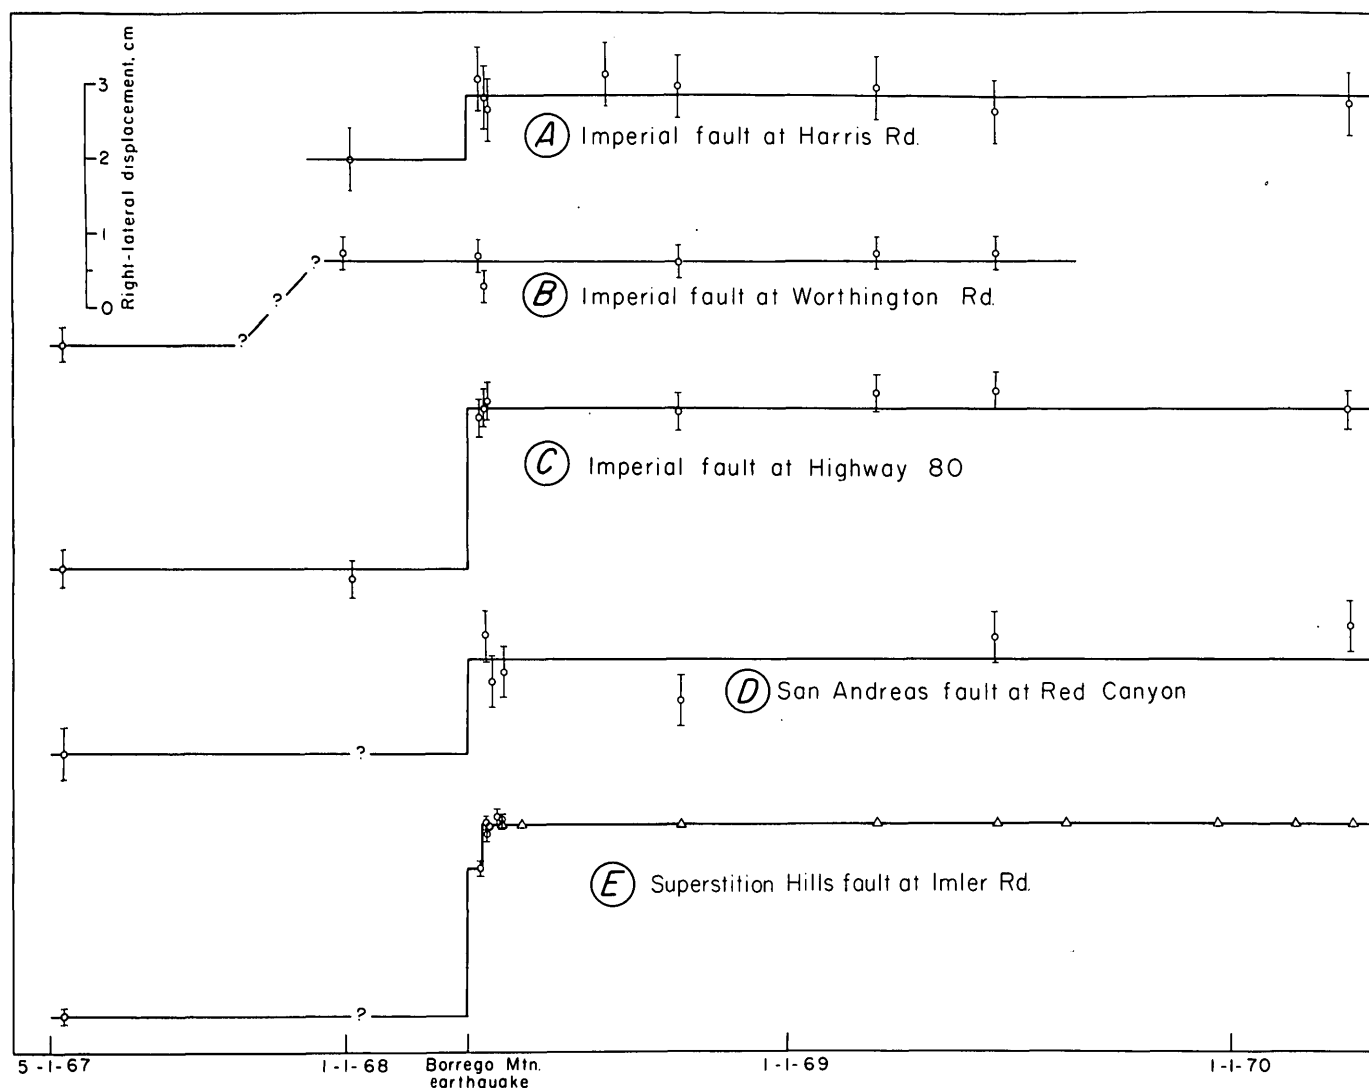 Right-lateral displacement, cm
3
2
1
0
A Imperial fault at Harris Rd.
?
?
?
B Imperial fault at Worthington Rd.
C Imperial fault at Highway 80
D San Andreas fault at Red Canyon
?
E Superstition Hills fault at Imler Rd.
?
5-1-67
1-1-68
Borrego Mtn.
earthquake
1-1-69
1-1-70